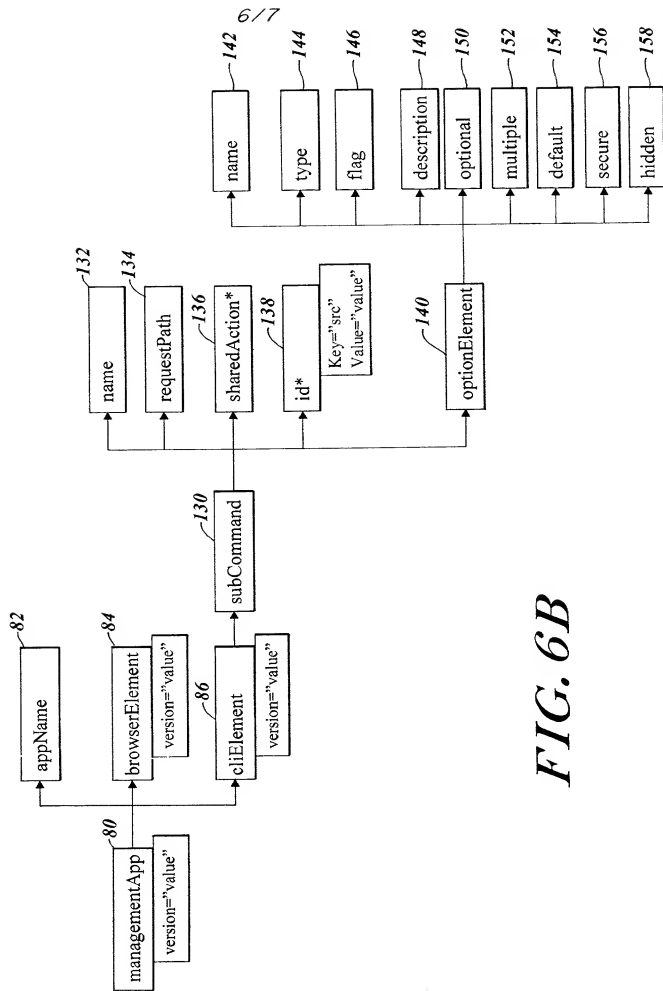 6/7
managementApp
80
version="value"
appName
82
browserElement
84
version="value"
cliElement
86
version="value"
subCommand
130
name
132
requestPath
134
sharedAction*
136
id*
138
Key="src"
Value="value"
optionElement
140
name
142
type
144
flag
146
description
148
optional
150
multiple
152
default
154
secure
156
hidden
158
FIG. 6B